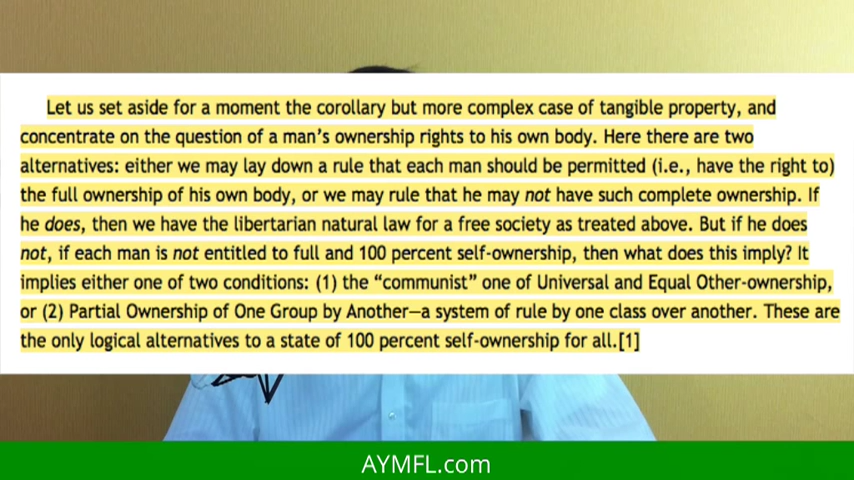 Let us set aside for a moment the corollary but more complex case of tangible property, and
concentrate on the question of a man's ownership rights to his own body. Here there are two
alternatives: either we may lay down a rule that each man should be permitted (i.e., have the right to)
the full ownership of his own body, or we may rule that he may not have such complete ownership. If
he does, then we have the libertarian natural law for a free society as treated above. But if he does
not, if each man is not entitled to full and 100 percent self-ownership, then what does this imply? It
implies either one of two conditions: (1) the “communist” one of Universal and Equal Other-ownership,
or (2) Partial Ownership of One Group by Another—a system of rule by one class over another. These are
the only logical alternatives to a state of 100 percent self-ownership for all.[1]
AYMFL.com